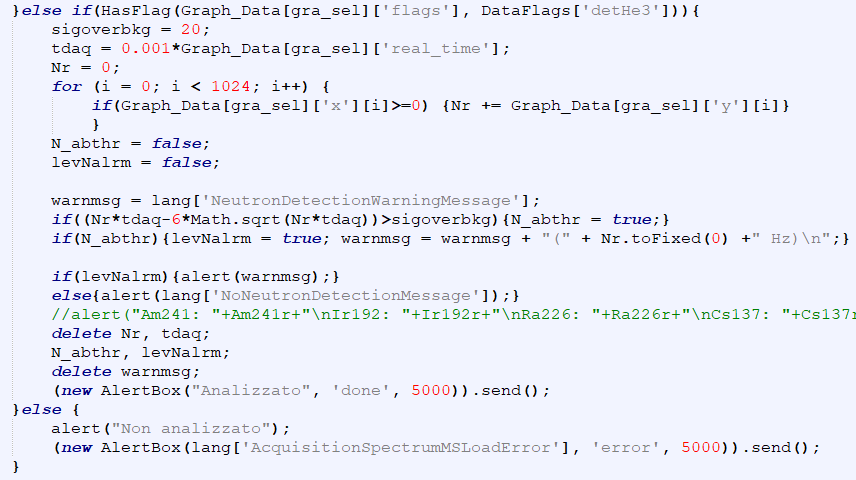 }else if(HasFlag(Graph_Data[gra_sel]['flags'], DataFlags['detHe3'])){
sigoverbkg = 20;
tdaq = 0.001*Graph_Data[gra_sel]['real_time'];
Nr = 0;
for (i = 0; i < 1024; i++) {
if(Graph_Data[gra_sel]['x'][i]>=0) {Nr += Graph_Data[gra_sel]['y'][i]}
}
N_abthr = false;
levNalrm = false;
warnmsg = lang['NeutronDetectionWarningMessage'];
if((Nr*tdaq-6*Math.sqrt(Nr*tdaq))>sigoverbkg){N_abthr = true;}
if(N_abthr){levNalrm = true; warnmsg = warnmsg + "(" + Nr.toFixed(0) +" Hz)\n";}
if(levNalrm){alert(warnmsg);}
else{alert(lang['NoNeutronDetectionMessage']);}
//alert("Am241: "+Am241r+"\nIr192: "+Ir192r+"\nRa226: "+Ra226r+"\nCs137: "+Cs137r
delete Nr, tdaq;
N_abthr, levNalrm;
delete warnmsg;
(new AlertBox("Analizzato", 'done', 5000)).send();
}else {
alert("Non analizzato");
(new AlertBox(lang['AcquisitionSpectrumMSLoadError'], 'error', 5000)).send();
}